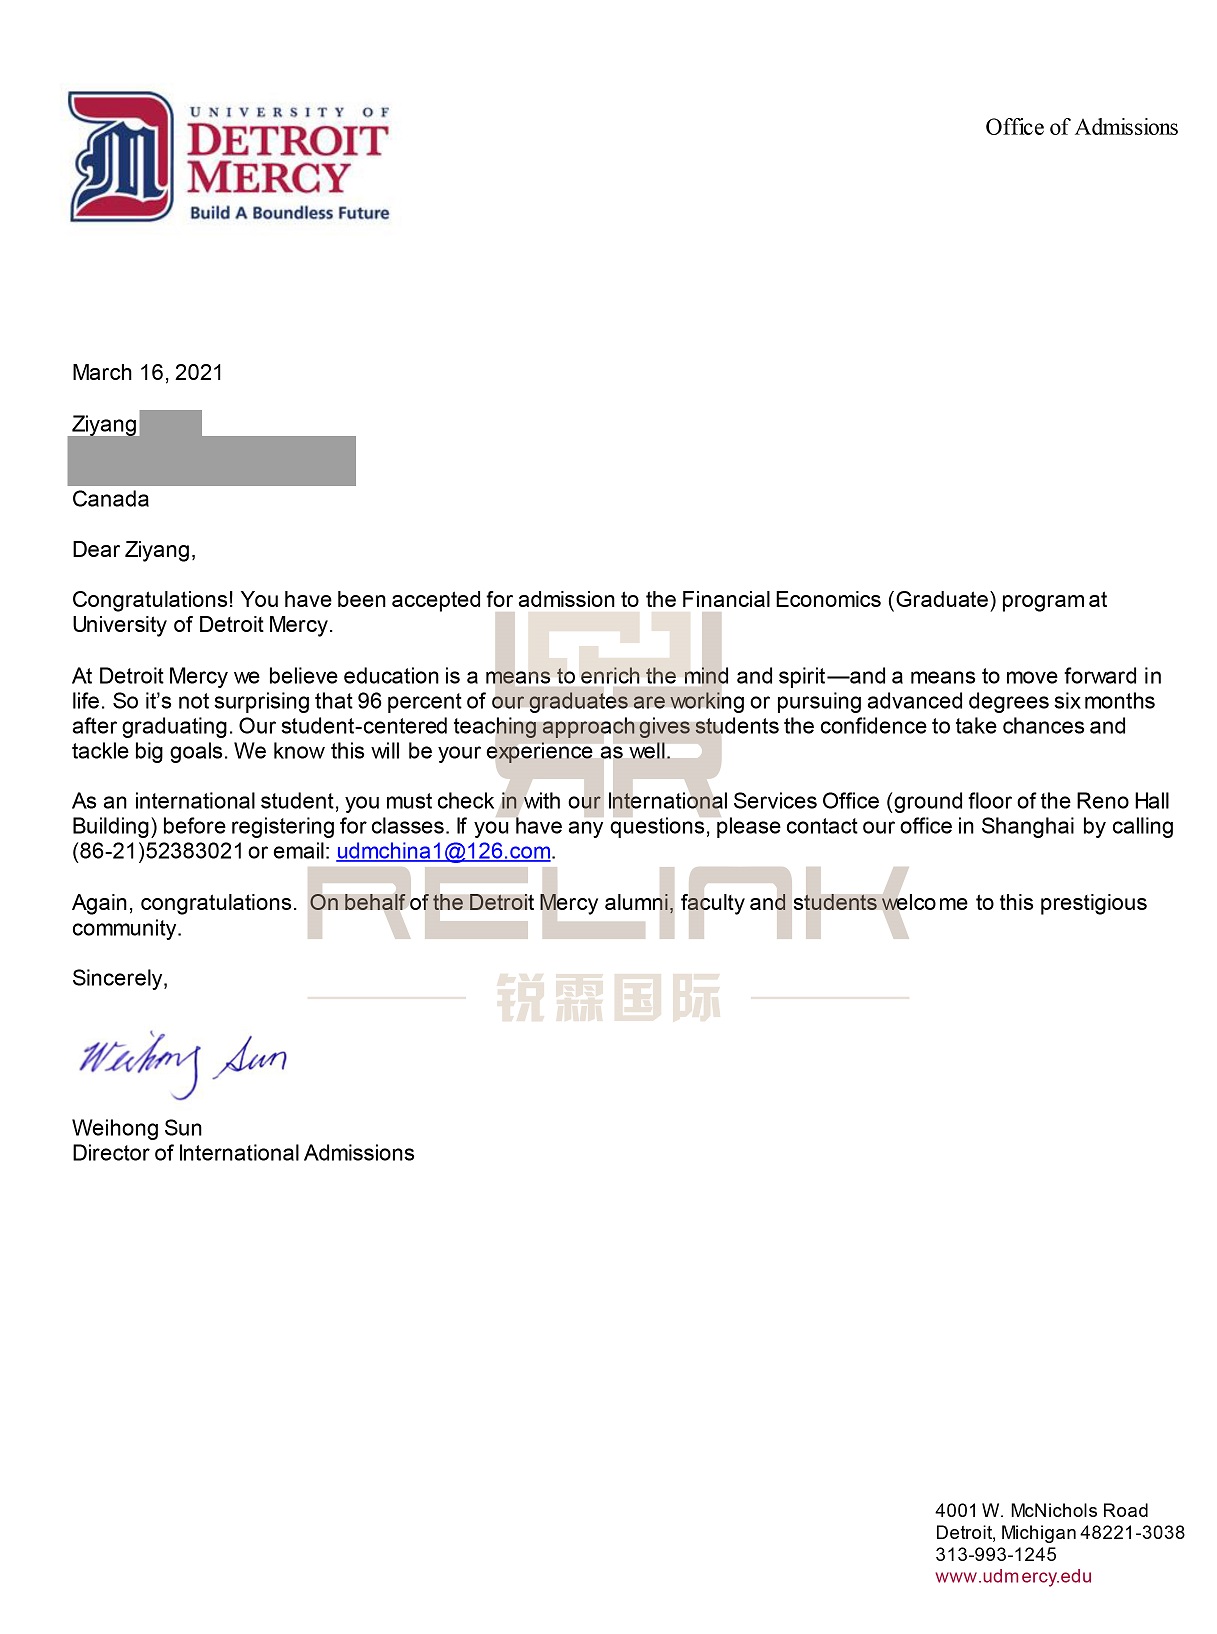 UNIVERSITY OF
DETROIT
MERCY
Build A Boundless Future
Office of Admissions
March 16, 2021
Ziyang
Canada
Dear Ziyang,
Congratulations! You have been accepted for admission to the Financial Economics (Graduate) program at
University of Detroit Mercy.
At Detroit Mercy we believe education is a means to enrich the mind and spirit—and a means to move forward in
life. So it’s not surprising that 96 percent of our graduates are working or pursuing advanced degrees six months
after graduating. Our student-centered teaching approach gives students the confidence to take chances and
tackle big goals. We know this will be your experience as well.
As an international student, you must check in with our International Services Office (ground floor of the Reno Hall
Building) before registering for classes. If you have any questions, please contact our office in Shanghai by calling
(86-21)52383021 or email: udmchina1@126.com.
RELINK
Again, congratulations. On behalf of the Detroit Mercy alumni, faculty and students welcome to this prestigious
community.
Sincerely,
锐霖国际
Weihong Sun
Weihong Sun
Director of International Admissions
4001 W. McNichols Road
Detroit, Michigan 48221-3038
313-993-1245
www.udmercy.edu